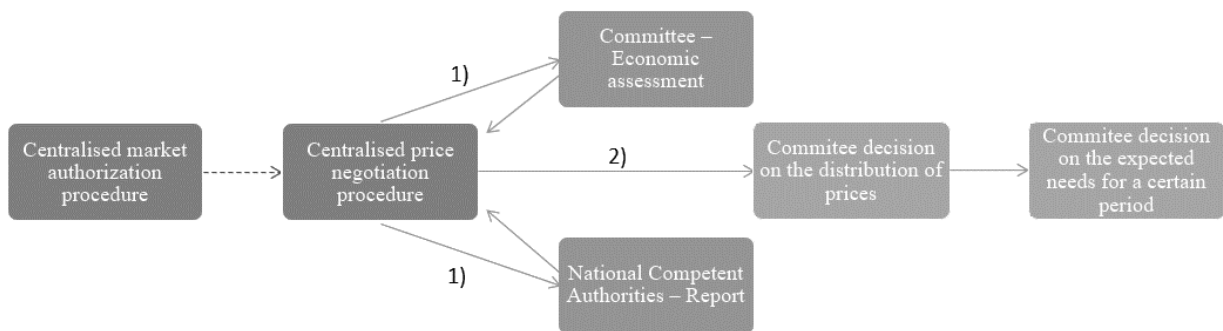 Committee –
Economic
assessment
1)
Centralised market
authorization
procedure
Centralised price
negotiation
procedure
2)
Commitee decision
on the distribution of
prices
Commitee decision
on the expected
needs for a certain
period
1)
National Competent
Authorities – Report